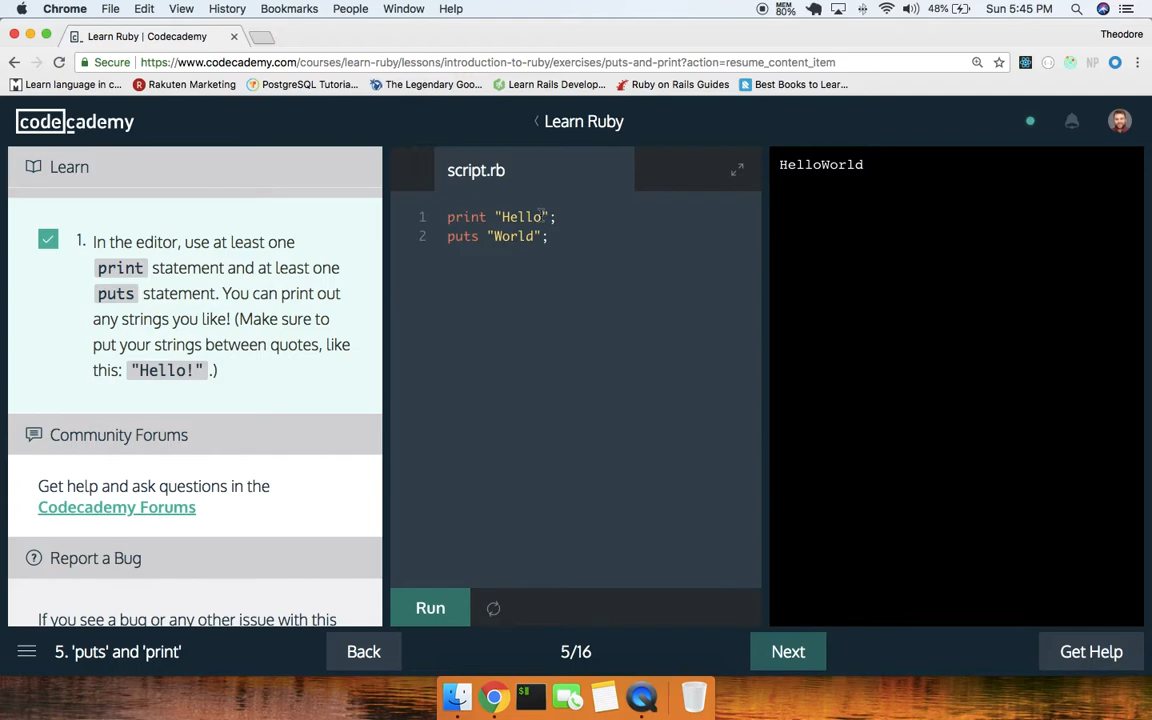 Chrome File Edit View History Bookmarks People Window Help MEM 80% 48% Sun 5:45 PM
Learn Ruby | Codecademy Theodore
Secure https://www.codecademy.com/courses/learn-ruby/lessons/introduction-to-ruby/exercises/puts-and-print?action=resume_content_item NP
Learn language in c... Rakuten Marketing PostgreSQL Tutoria... The Legendary Goo... Learn Rails Develop... Ruby on Rails Guides Best Books to Lear...
codecademy Learn Ruby
Learn
script.rb
HelloWorld
1 print "Hello";
2 puts "World";
1. In the editor, use at least one
print statement and at least one
puts statement. You can print out
any strings you like! (Make sure to
put your strings between quotes, like
this: "Hello!" .)
Community Forums
Get help and ask questions in the
Codecademy Forums
Report a Bug
If you see a bug or any other issue with this
Run
5. 'puts' and 'print' Back 5/16 Next Get Help
$